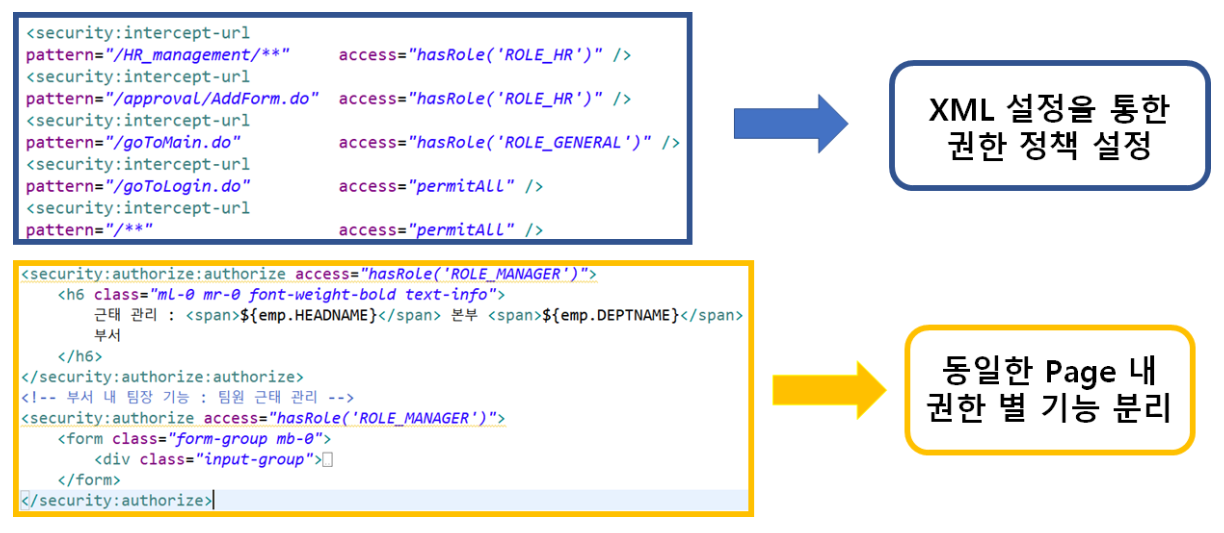 <security:intercept-url
pattern="/HR_management/**" access="hasRole('ROLE_HR')" />
<security:intercept-url
pattern="/approval/AddForm.do" access="hasRole('ROLE_HR')" />
<security:intercept-url
pattern="/goToMain.do" access="hasRole('ROLE_GENERAL')" />
<security:intercept-url
pattern="/goToLogin.do" access="permitAll" />
<security:intercept-url
pattern="/**" access="permitAll" />
XML 설정을 통한
권한 정책 설정
<security:authorize:authorize access="hasRole('ROLE_MANAGER')">
<h6 class="ml-0 mr-0 font-weight-bold text-info">
근태 관리 : <span>${emp.HEADNAME}</span> 본부 <span>${emp.DEPTNAME}</span>
부서
</h6>
</security:authorize:authorize>
<!-- 부서 내 팀장 기능 : 팀원 근태 관리 -->
<security:authorize access="hasRole('ROLE_MANAGER')">
<form class="form-group mb-0">
<div class="input-group">
</form>
</security:authorize>
동일한 Page 내
권한 별 기능 분리